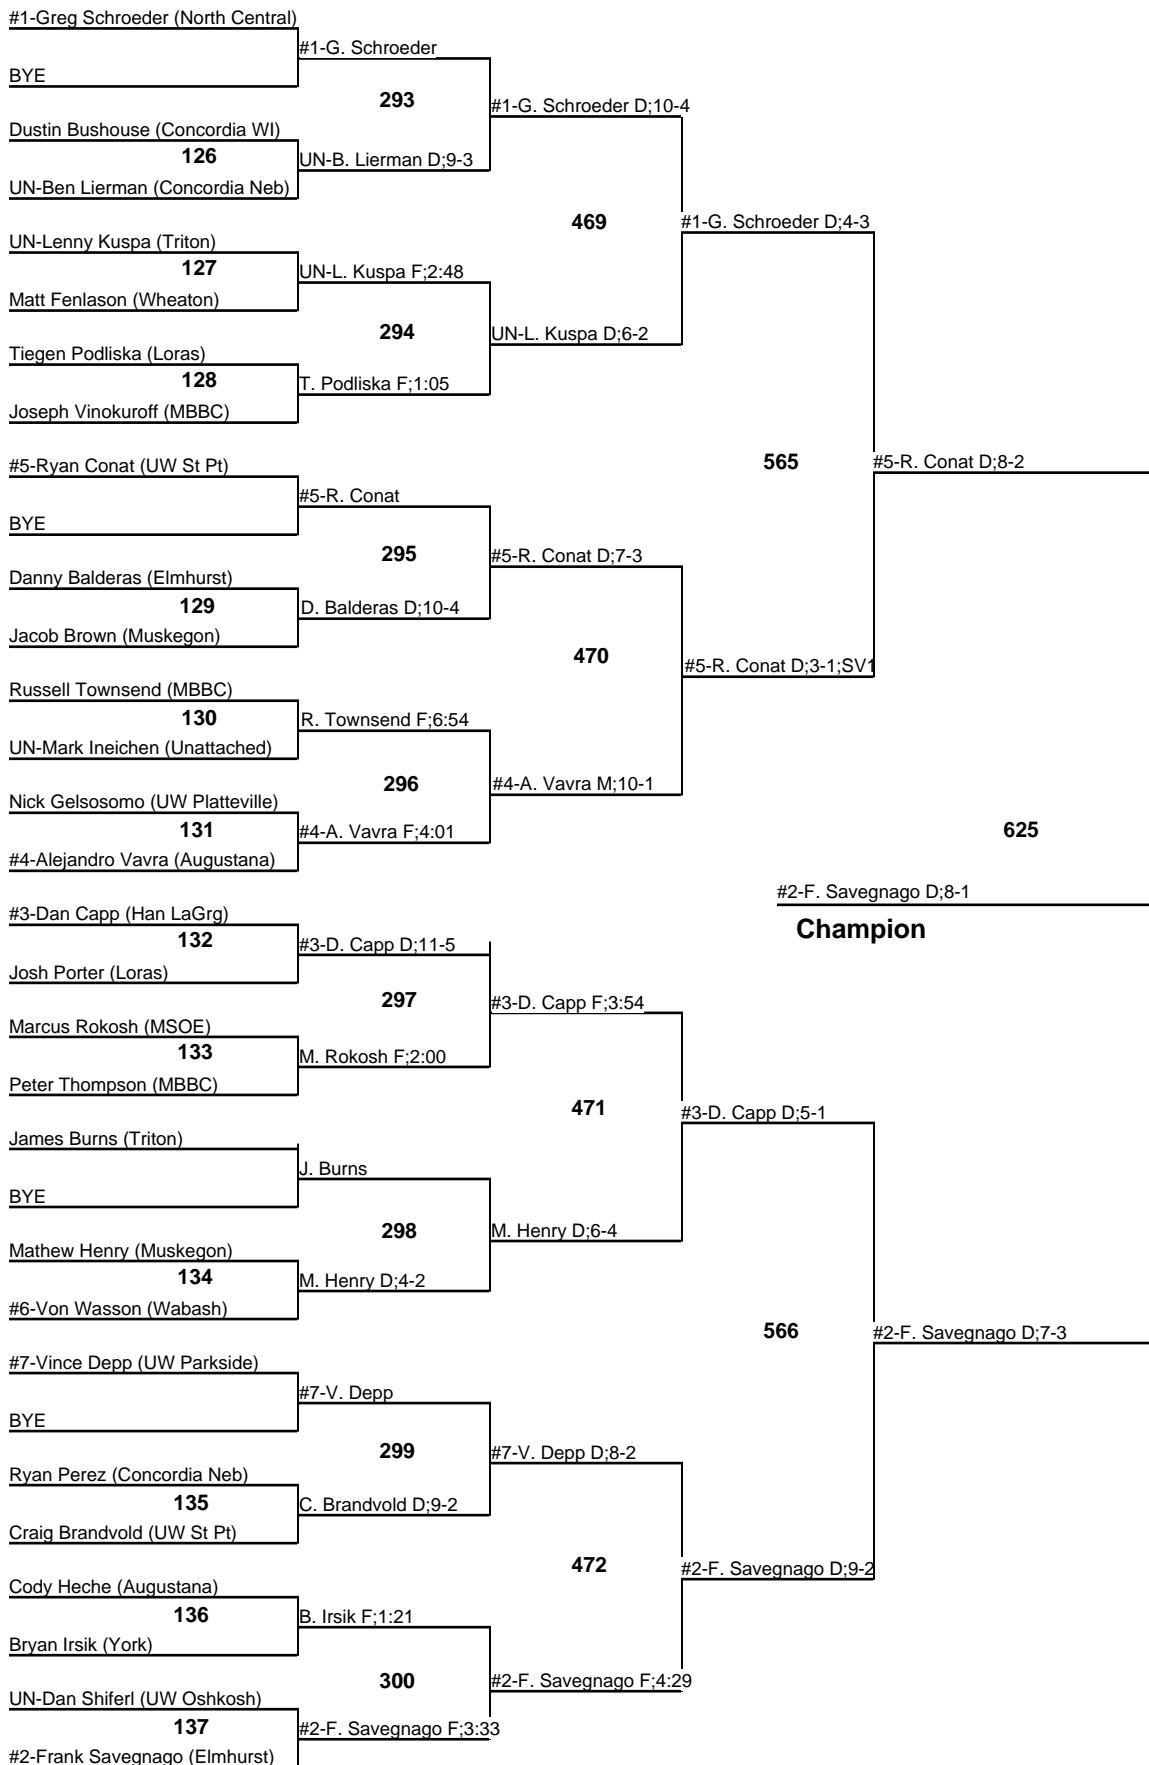 #1-Greg Schroeder (North Central)
#1-G. Schroeder
BYE
293
#1-G. Schroeder D;10-4
Dustin Bushouse (Concordia WI)
126
UN-B. Lierman D;9-3
UN-Ben Lierman (Concordia Neb)
469
#1-G. Schroeder D;4-3
UN-Lenny Kuspa (Triton)
127
UN-L. Kuspa F;2:48
Matt Fenlason (Wheaton)
294
UN-L. Kuspa D;6-2
Tiegen Podliska (Loras)
128
T. Podliska F;1:05
Joseph Vinokuroff (MBBC)
565
#5-R. Conat D;8-2
#5-Ryan Conat (UW St Pt)
#5-R. Conat
BYE
295
#5-R. Conat D;7-3
Danny Balderas (Elmhurst)
129
D. Balderas D;10-4
Jacob Brown (Muskegon)
470
#5-R. Conat D;3-1;SV1
Russell Townsend (MBBC)
130
R. Townsend F;6:54
UN-Mark Ineichen (Unattached)
296
#4-A. Vavra M;10-1
Nick Gelsosomo (UW Platteville)
131
#4-A. Vavra F;4:01
#4-Alejandro Vavra (Augustana)
625
#2-F. Savegnago D;8-1
Champion
#3-Dan Capp (Han LaGrg)
132
#3-D. Capp D;11-5
Josh Porter (Loras)
297
#3-D. Capp F;3:54
Marcus Rokosh (MSOE)
133
M. Rokosh F;2:00
Peter Thompson (MBBC)
471
#3-D. Capp D;5-1
James Burns (Triton)
J. Burns
BYE
298
M. Henry D;6-4
Mathew Henry (Muskegon)
134
M. Henry D;4-2
#6-Von Wasson (Wabash)
566
#2-F. Savegnago D;7-3
#7-Vince Depp (UW Parkside)
#7-V. Depp
BYE
299
#7-V. Depp D;8-2
Ryan Perez (Concordia Neb)
135
C. Brandvold D;9-2
Craig Brandvold (UW St Pt)
472
#2-F. Savegnago D;9-2
Cody Heche (Augustana)
136
B. Irsik F;1:21
Bryan Irsik (York)
300
#2-F. Savegnago F;4:29
UN-Dan Shiferl (UW Oshkosh)
137
#2-F. Savegnago F;3:33
#2-Frank Savegnago (Elmhurst)